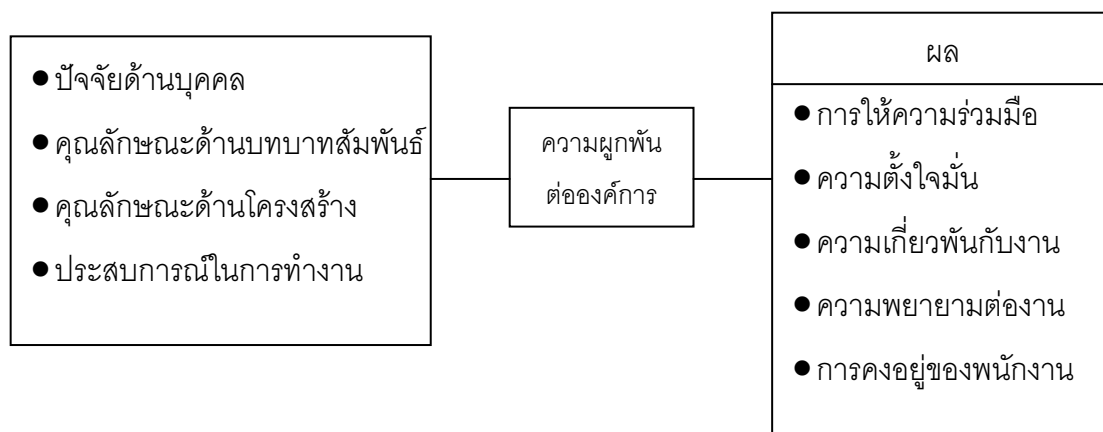 ● ปัจจัยด้านบุคคล
● คุณลักษณะด้านบทบาทสัมพันธ์
● คุณลักษณะด้านโครงสร้าง
● ประสบการณ์ในการทำงาน
ความผูกพัน
ต่อองค์การ
ผล
● การให้ความร่วมมือ
● ความตั้งใจมั่น
● ความเกี่ยวพันกับงาน
● ความพยายามต่องาน
● การคงอยู่ของพนักงาน